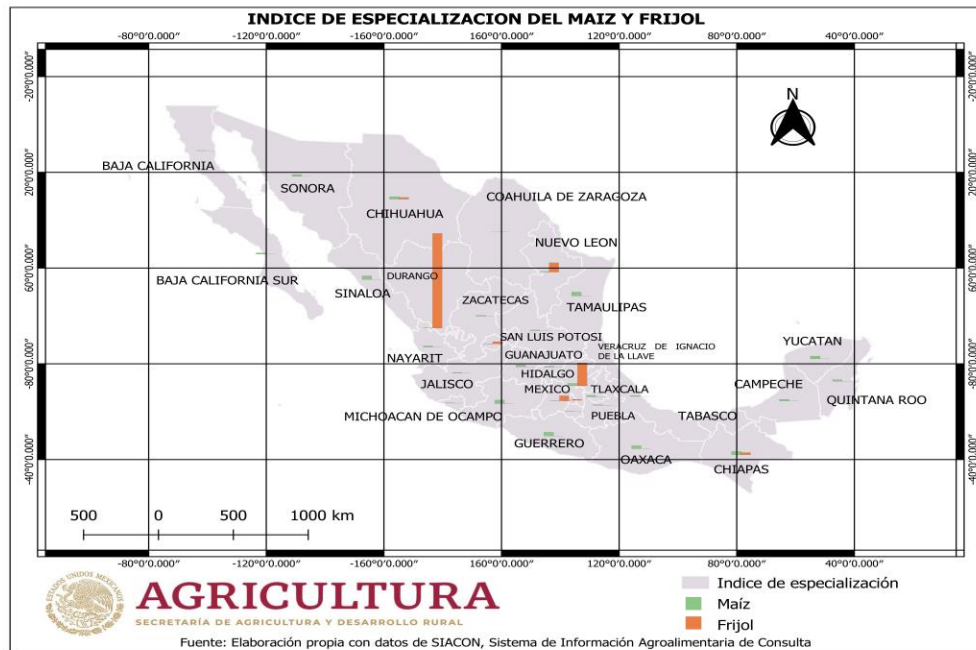 INDICE DE ESPECIALIZACION DEL MAIZ Y FRIJOL
-80°0'0.000" -120°0'0.000" -160°0'0.000" 160°0'0.000" 120°0'0.000" 80°0'0.000" 40°0'0.000"
-20°0'0.000" -20°0'0.000"
N
BAJA CALIFORNIA
20°0'0.000" 20°0'0.000"
SONORA
COAHUILA DE ZARAGOZA
CHIHUAHUA
NUEVO LEON
60°0'0.000" 60°0'0.000"
BAJA CALIFORNIA SUR
DURANGO
SINALOA
ZACATECAS
TAMAULIPAS
SAN LUIS POTOSI
VERACRUZ DE IGNACIO
DE LA LLAVE
YUCATAN
NAYARIT
GUANAJUATO
-80°0'0.000" -80°0'0.000"
HIDALGO
JALISCO
MEXICO
TLAXCALA
CAMPECHE
QUINTANA ROO
MICHOACAN DE OCAMPO
PUEBLA
TABASCO
GUERRERO
OAXACA
CHIAPAS
-40°0'0.000" -40°0'0.000"
500 0 500 1000 km
-80°0'0.000" -120°0'0.000" -160°0'0.000" 160°0'0.000" 120°0'0.000" 80°0'0.000" 40°0'0.000"
ESTADOS UNIDOS MEXICANOS
AGRICULTURA
SECRETARÍA DE AGRICULTURA Y DESARROLLO RURAL
Indice de especialización
Maíz
Frijol
Fuente: Elaboración propia con datos de SIACON, Sistema de Información Agroalimentaria de Consulta